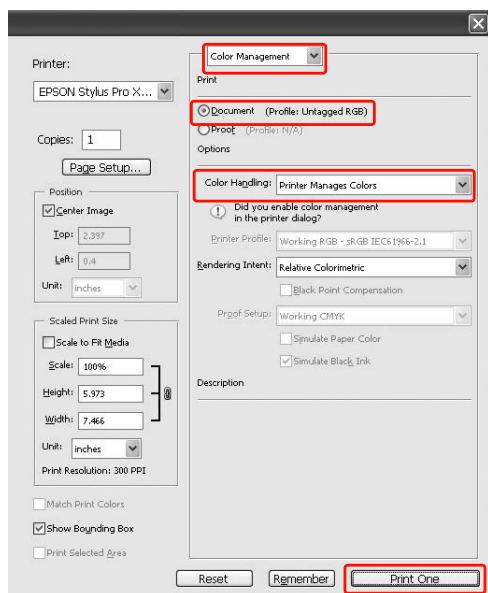 Printer:
EPSON Stylus Pro X...
Copies: 1
Page Setup...
Position
Center Image
Top: 2.397
Left: 0.4
Unit: inches
Scaled Print Size
Scale to Fit Media
Scale: 100%
Height: 5.973
Width: 7.466
Unit: inches
Print Resolution: 300 PPI
Match Print Colors
Show Bounding Box
Print Selected Area
Color Management
Print
Document (Profile: Untagged RGB)
Proof (Profile: N/A)
Options
Color Handling: Printer Manages Colors
Did you enable color management
in the printer dialog?
Printer Profile: Working RGB - sRGB IEC61966-2.1
Rendering Intent: Relative Colorimetric
Black Point Compensation
Proof Setup: Working CMYK
Simulate Paper Color
Simulate Black Ink
Description
Reset Remember Print One